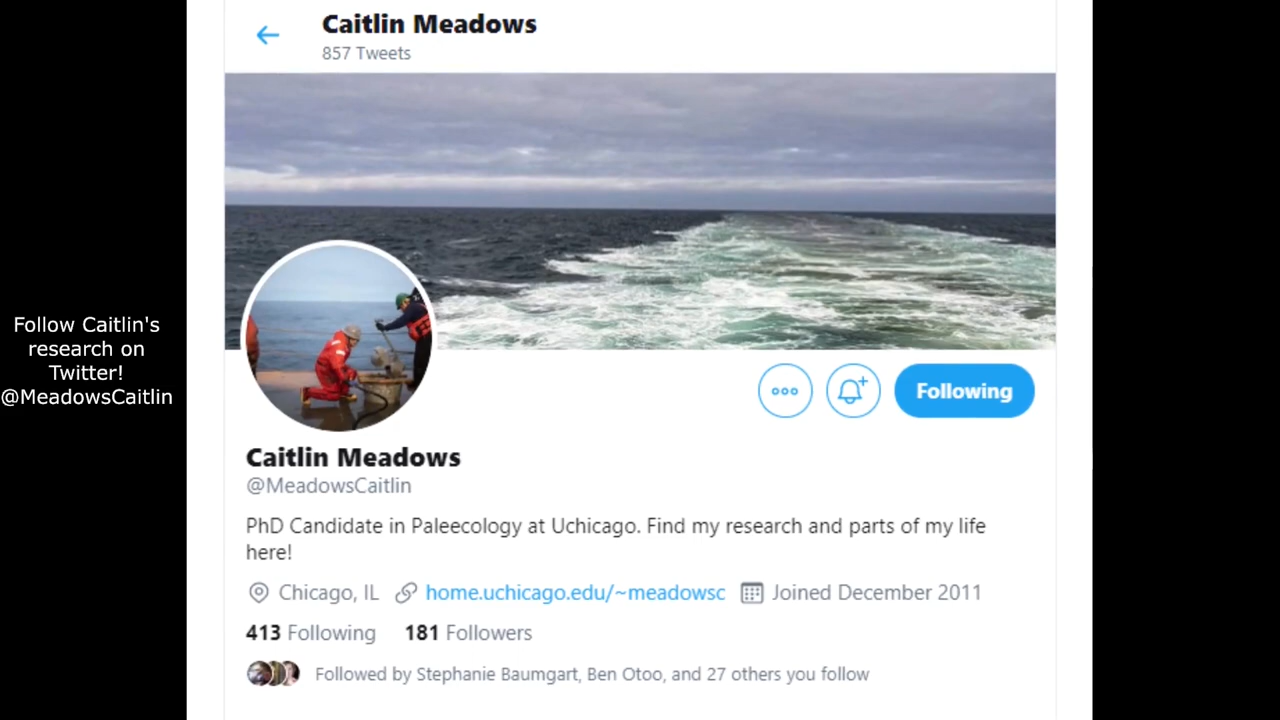 Caitlin Meadows
857 Tweets
Follow Caitlin's
research on
Twitter!
@MeadowsCaitlin
Following
Caitlin Meadows
@MeadowsCaitlin
PhD Candidate in Paleecology at Uchicago. Find my research and parts of my life
here!
Chicago, IL home.uchicago.edu/~meadowsc Joined December 2011
413 Following 181 Followers
Followed by Stephanie Baumgart, Ben Otoo, and 27 others you follow